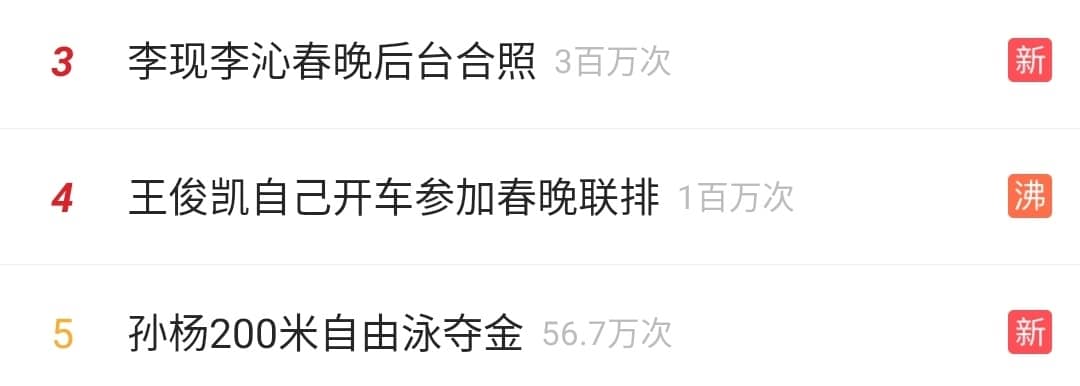 3 李现李沁春晚后台合照 3百万次 新
4 王俊凯自己开车参加春晚联排 1百万次 沸
5 孙杨200米自由泳夺金 56.7万次 新